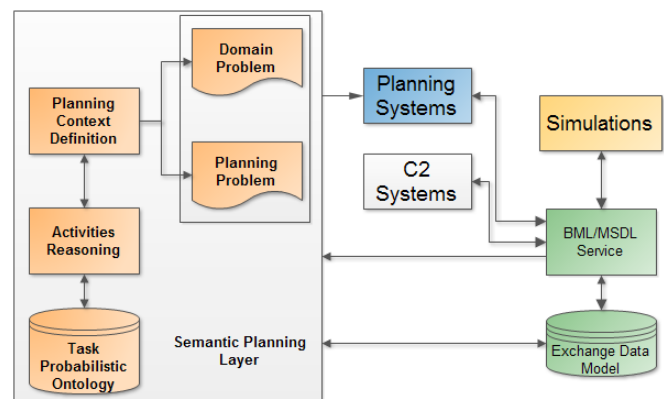 Domain
Problem
Planning
Context
Definition
Planning
Problem
Activities
Reasoning
Task
Probabilistic
Ontology
Semantic Planning
Layer
Planning
Systems
C2
Systems
Simulations
BML/MSDL
Service
Exchange Data
Model